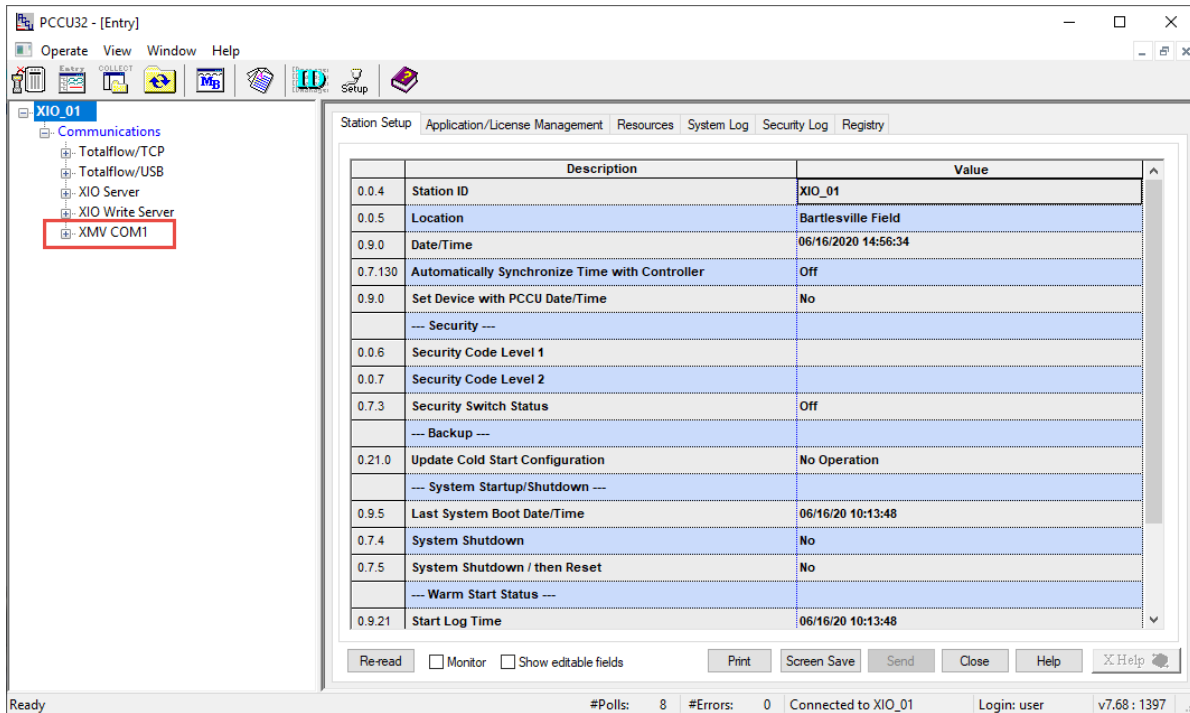 PCCU32 - [Entry]
Operate View Window Help
Entry COLLECT MB ID Manager Setup
XIO_01
Communications
Totalflow/TCP
Totalflow/USB
XIO Server
XIO Write Server
XMV COM1
Station Setup Application/License Management Resources System Log Security Log Registry
Description Value
0.0.4 Station ID XIO_01
0.0.5 Location Bartlesville Field
0.9.0 Date/Time 06/16/2020 14:56:34
0.7.130 Automatically Synchronize Time with Controller Off
0.9.0 Set Device with PCCU Date/Time No
--- Security ---
0.0.6 Security Code Level 1
0.0.7 Security Code Level 2
0.7.3 Security Switch Status Off
--- Backup ---
0.21.0 Update Cold Start Configuration No Operation
--- System Startup/Shutdown ---
0.9.5 Last System Boot Date/Time 06/16/20 10:13:48
0.7.4 System Shutdown No
0.7.5 System Shutdown / then Reset No
--- Warm Start Status ---
0.9.21 Start Log Time 06/16/20 10:13:48
Re-read Monitor Show editable fields Print Screen Save Send Close Help X Help
Ready #Polls: 8 #Errors: 0 Connected to XIO_01 Login: user v7.68 : 1397